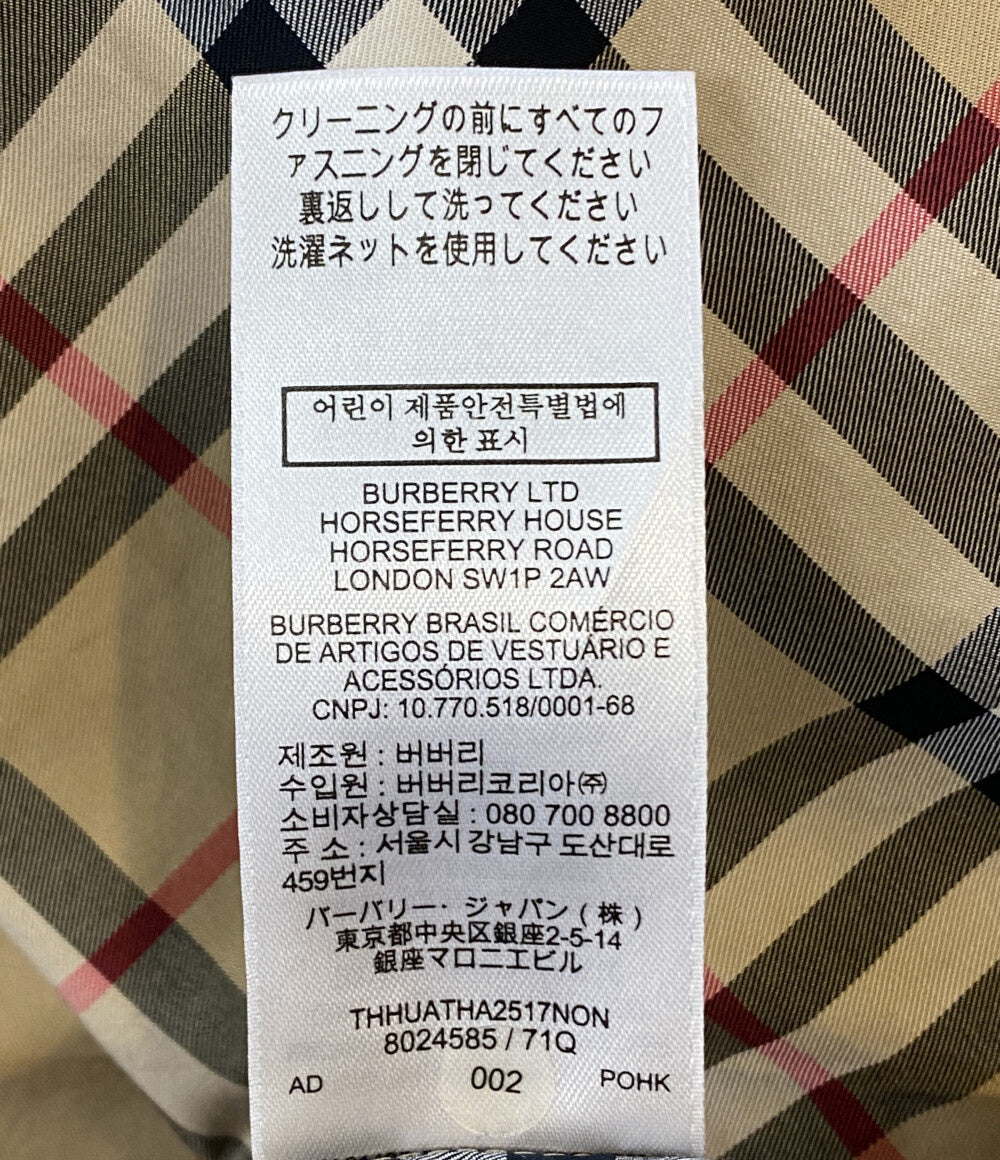 クリーニングの前にすべてのフ
ァスニングを閉じてください
裏返しして洗ってください
洗濯ネットを使用してください
어린이 제품안전특별법에
의한 표시
BURBERRY LTD
HORSEFERRY HOUSE
HORSEFERRY ROAD
LONDON SW1P 2AW
BURBERRY BRASIL COMÉRCIO
DE ARTIGOS DE VESTUÁRIO E
ACESSÓRIOS LTDA.
CNPJ: 10.770.518/0001-68
제조원 : 버버리
수입원 : 버버리코리아㈜
소비자상담실 : 080 700 8800
주 소 : 서울시 강남구 도산대로
459번지
バーバリー・ジャパン ( 株 )
東京都中央区銀座2-5-14
銀座マロニエビル
THHUATHA2517NON
8024585 / 71Q
AD 002 POHK